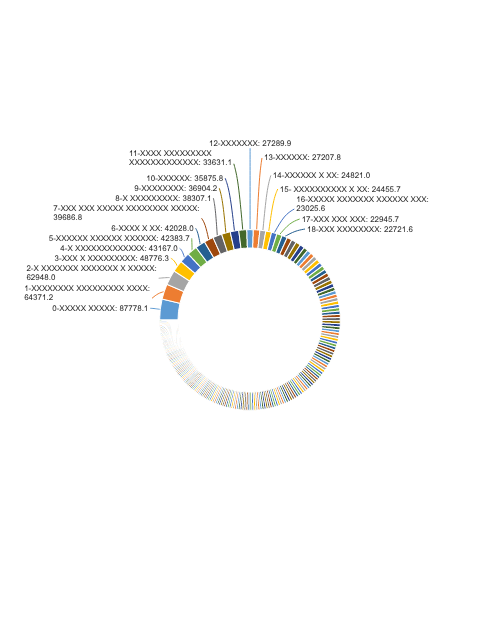 12-XXXXXXX: 27289.9
11-XXXX XXXXXXXXX
XXXXXXXXXXXXX: 33631.1
13-XXXXXX: 27207.8
10-XXXXXX: 35875.8
14-XXXXXX X XX: 24821.0
9-XXXXXXXX: 36904.2
15- XXXXXXXXXX X XX: 24455.7
8-X XXXXXXXXX: 38307.1
16-XXXXX XXXXXXX XXXXXX XXX:
23025.6
7-XXX XXX XXXXX XXXXXXXX XXXXX:
39686.8
17-XXX XXX XXX: 22945.7
6-XXXX X XX: 42028.0
18-XXX XXXXXXXX: 22721.6
5-XXXXXX XXXXXX XXXXXX: 42383.7
4-X XXXXXXXXXXXXX: 43167.0
3-XXX X XXXXXXXXX: 48776.3
2-X XXXXXXX XXXXXXX X XXXXX:
62948.0
1-XXXXXXXX XXXXXXXXX XXXX:
64371.2
0-XXXXX XXXXX: 87778.1